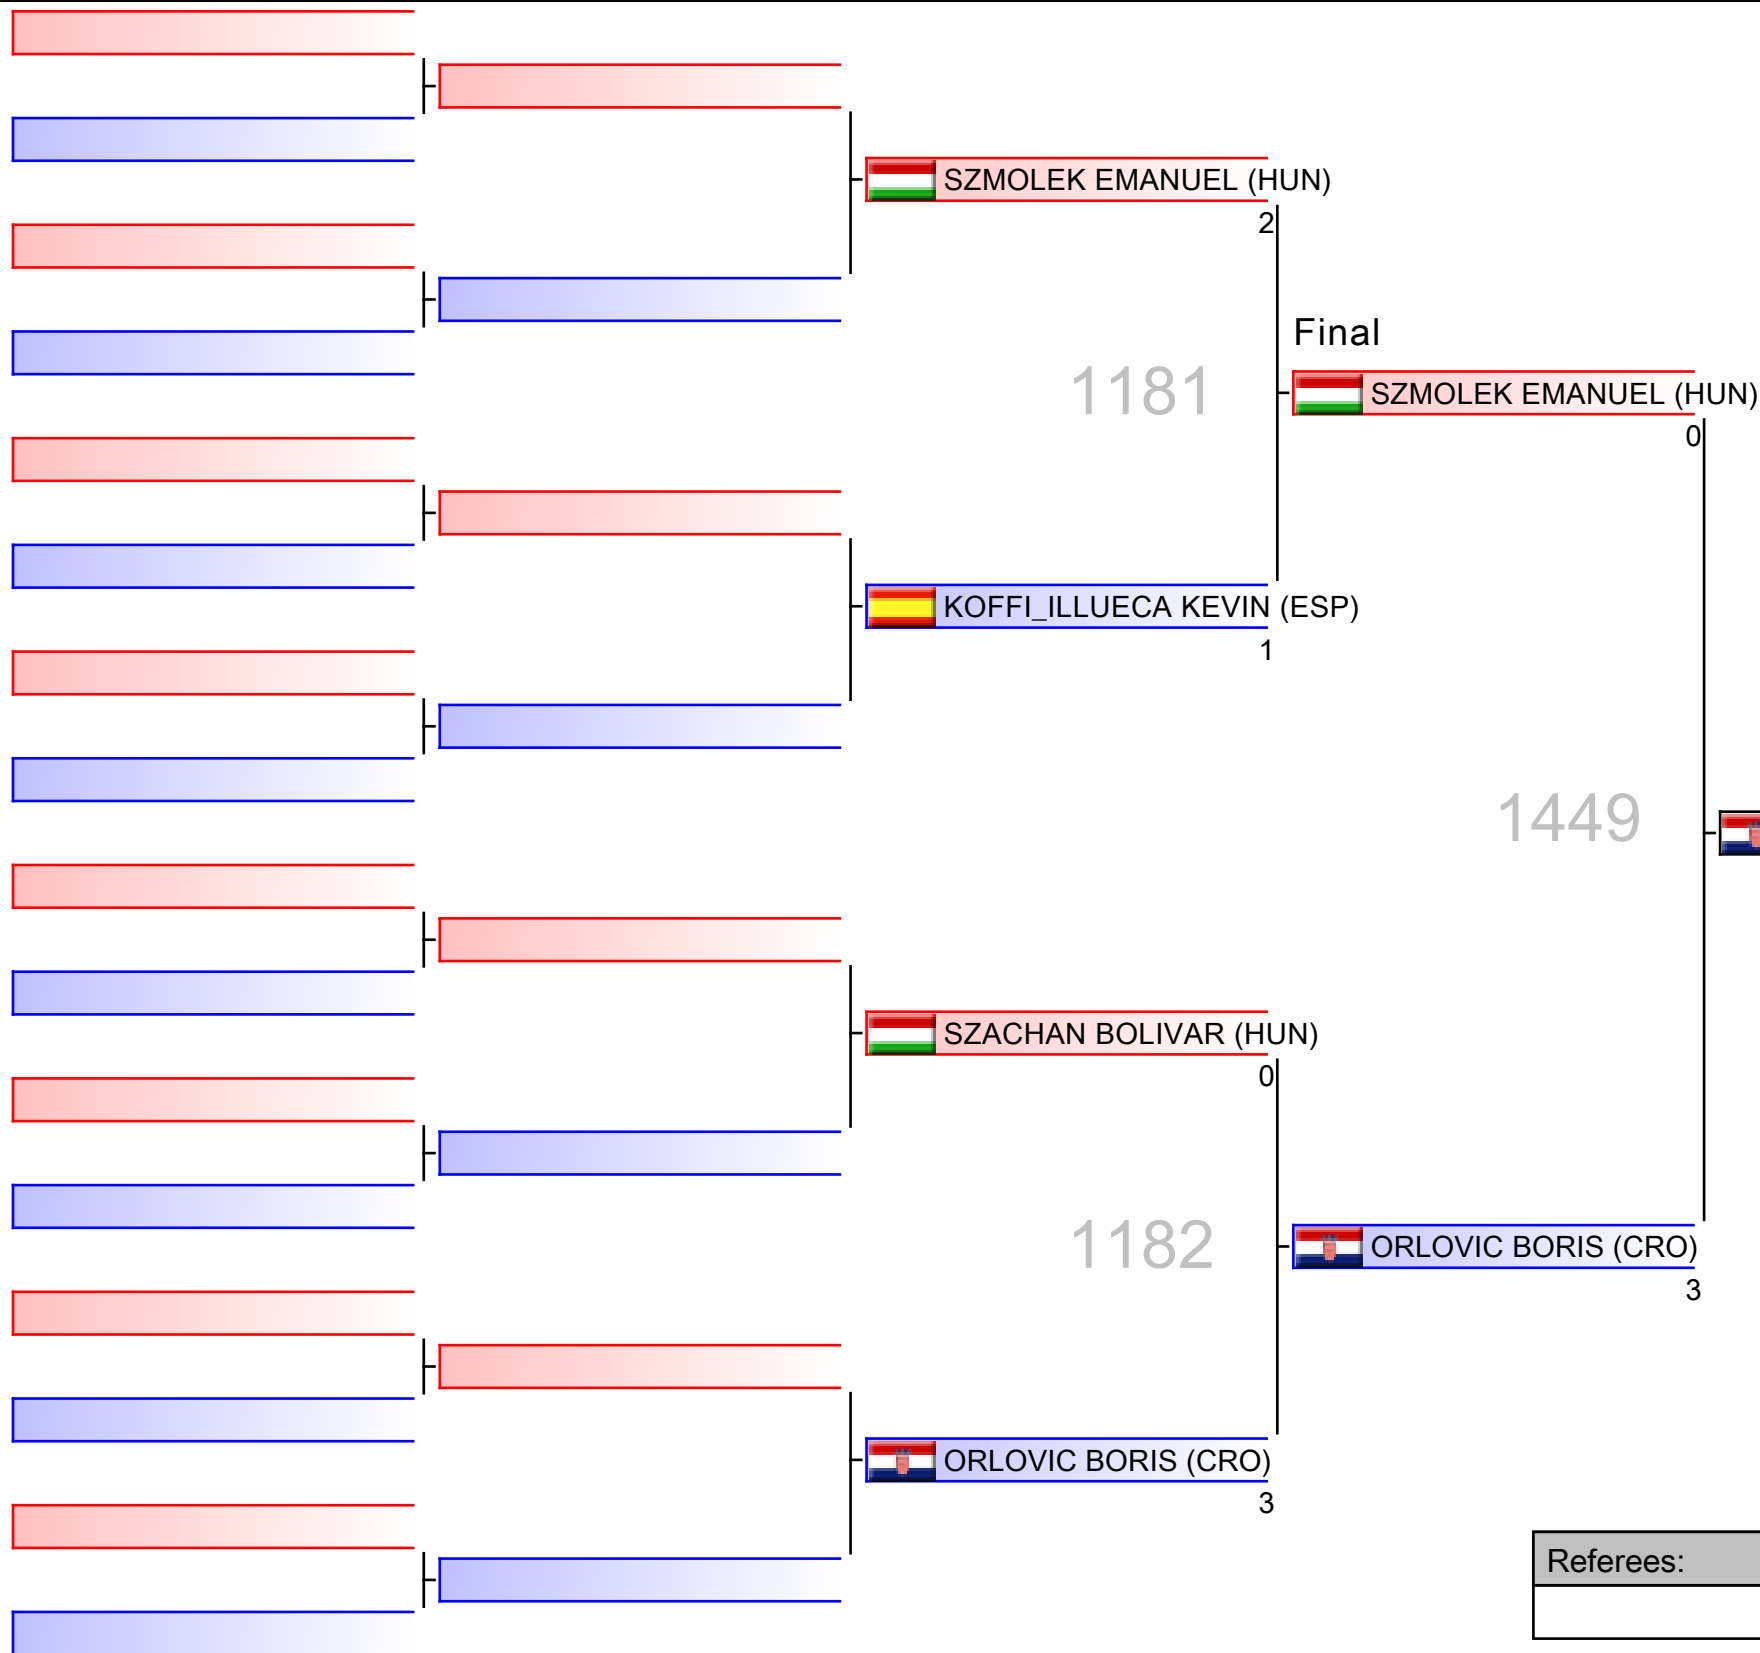 SZMOLEK EMANUEL (HUN)
2
Final
1181
SZMOLEK EMANUEL (HUN)
0
KOFFI_ILLUECA KEVIN (ESP)
1
1449
SZACHAN BOLIVAR (HUN)
0
1182
ORLOVIC BORIS (CRO)
3
ORLOVIC BORIS (CRO)
3
Referees: